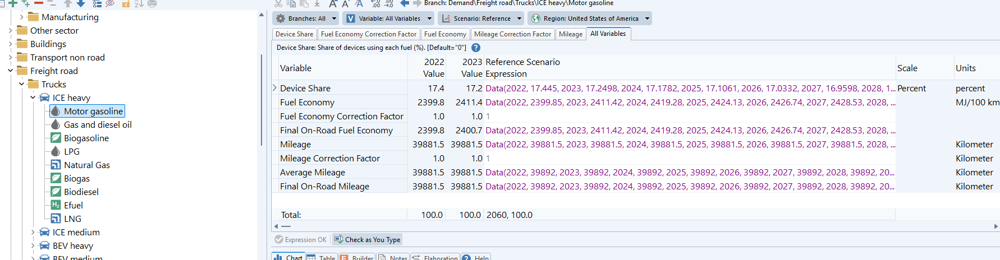 Branch: Demand\Freight road\Trucks\ICE heavy\Motor gasoline
Manufacturing
Other sector
Buildings
Transport non road
Freight road
Trucks
ICE heavy
Motor gasoline
Gas and diesel oil
Biogasoline
LPG
Natural Gas
Biogas
Biodiesel
Efuel
LNG
ICE medium
BEV heavy
BEV medium
Branches: All
Variable: All Variables
Scenario: Reference
Region: United States of America
Device Share
Fuel Economy Correction Factor
Fuel Economy
Mileage Correction Factor
Mileage
All Variables
Device Share: Share of devices using each fuel (%). [Default="0"]
Variable 2022 Value 2023 Value Reference Scenario Expression Scale Units
Device Share 17.4 17.2 Data(2022, 17.445, 2023, 17.2498, 2024, 17.1782, 2025, 17.1061, 2026, 17.0332, 2027, 16.9598, 2028, 1... Percent percent
Fuel Economy 2399.8 2411.4 Data(2022, 2399.85, 2023, 2411.42, 2024, 2419.28, 2025, 2424.13, 2026, 2426.74, 2027, 2428.53, 2028, ... MJ/100 km
Fuel Economy Correction Factor 1.0 1.0 1
Final On-Road Fuel Economy 2399.8 2400.7 Data(2022, 2399.85, 2023, 2411.42, 2024, 2419.28, 2025, 2424.13, 2026, 2426.74, 2027, 2428.53, 2028, ...
Mileage 39881.5 39881.5 Data(2022, 39881.5, 2023, 39881.5, 2024, 39881.5, 2025, 39881.5, 2026, 39881.5, 2027, 39881.5, 2028, ... Kilometer
Mileage Correction Factor 1.0 1.0 1 Kilometer
Average Mileage 39881.5 39881.5 Data(2022, 39892, 2023, 39892, 2024, 39892, 2025, 39892, 2026, 39892, 2027, 39892, 2028, 39892, 20... Kilometer
Final On-Road Mileage 39881.5 39881.5 Data(2022, 39892, 2023, 39892, 2024, 39892, 2025, 39892, 2026, 39892, 2027, 39892, 2028, 39892, 20... Kilometer
Total: 100.0 100.0 2060, 100.0
Expression OK
Check as You Type
Chart
Table
Builder
Notes
Elaboration
Help